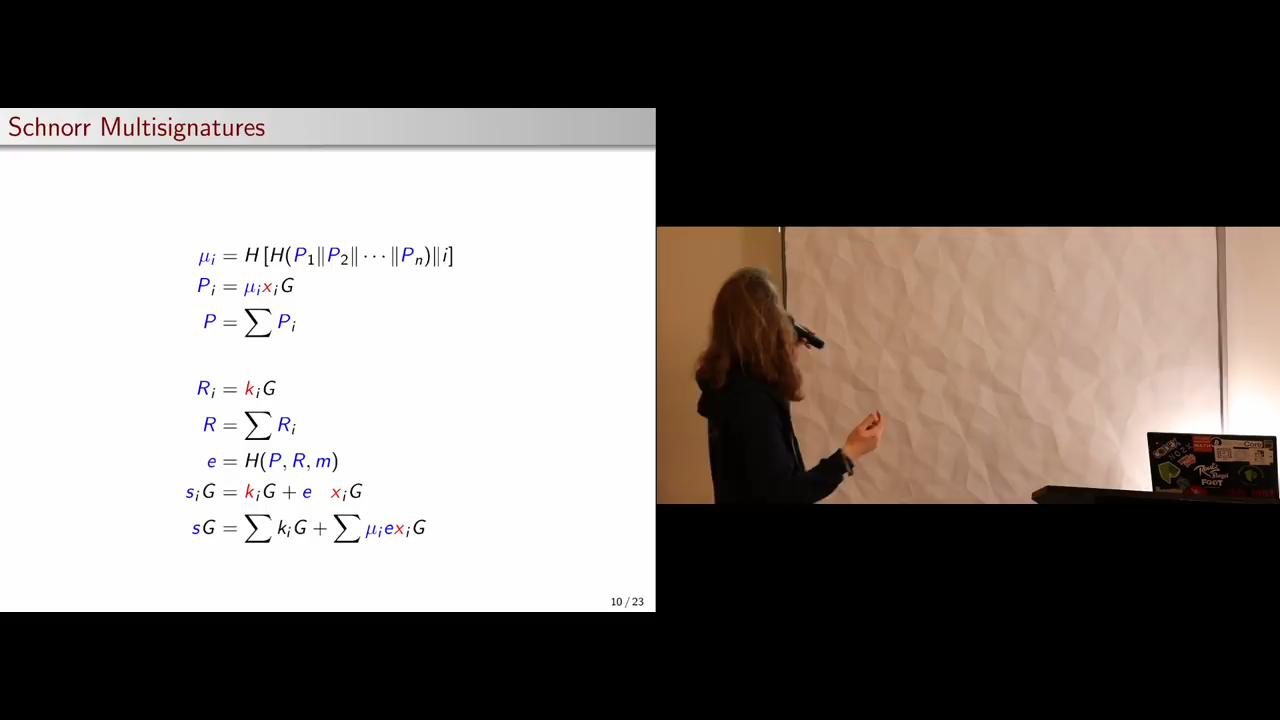 Schnorr Multisignatures
μᵢ = H [H(P₁‖P₂‖ ··· ‖Pₙ)‖i]
Pᵢ = μᵢxᵢG
P = ∑ Pᵢ
Rᵢ = kᵢG
R = ∑ Rᵢ
e = H(P, R, m)
sᵢG = kᵢG + e xᵢG
sG = ∑ kᵢG + ∑ μᵢexᵢG
10 / 23
FOOT